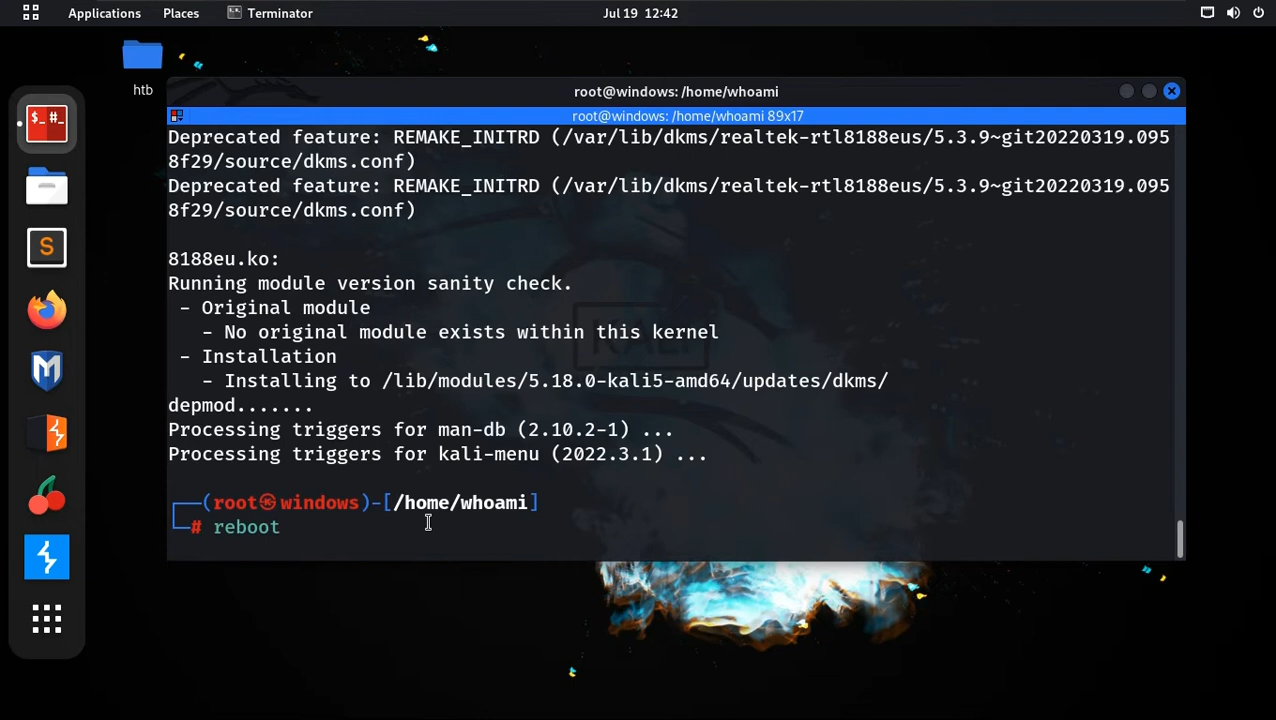 Applications Places Terminator Jul 19 12:42
htb
root@windows: /home/whoami
root@windows: /home/whoami 89x17
$_ #_
S
M
Deprecated feature: REMAKE_INITRD (/var/lib/dkms/realtek-rtl8188eus/5.3.9~git20220319.095
8f29/source/dkms.conf)
Deprecated feature: REMAKE_INITRD (/var/lib/dkms/realtek-rtl8188eus/5.3.9~git20220319.095
8f29/source/dkms.conf)
8188eu.ko:
Running module version sanity check.
- Original module
- No original module exists within this kernel
- Installation
- Installing to /lib/modules/5.18.0-kali5-amd64/updates/dkms/
depmod.......
Processing triggers for man-db (2.10.2-1) ...
Processing triggers for kali-menu (2022.3.1) ...
┌──(root㉿windows)-[/home/whoami]
└─# reboot
KALI